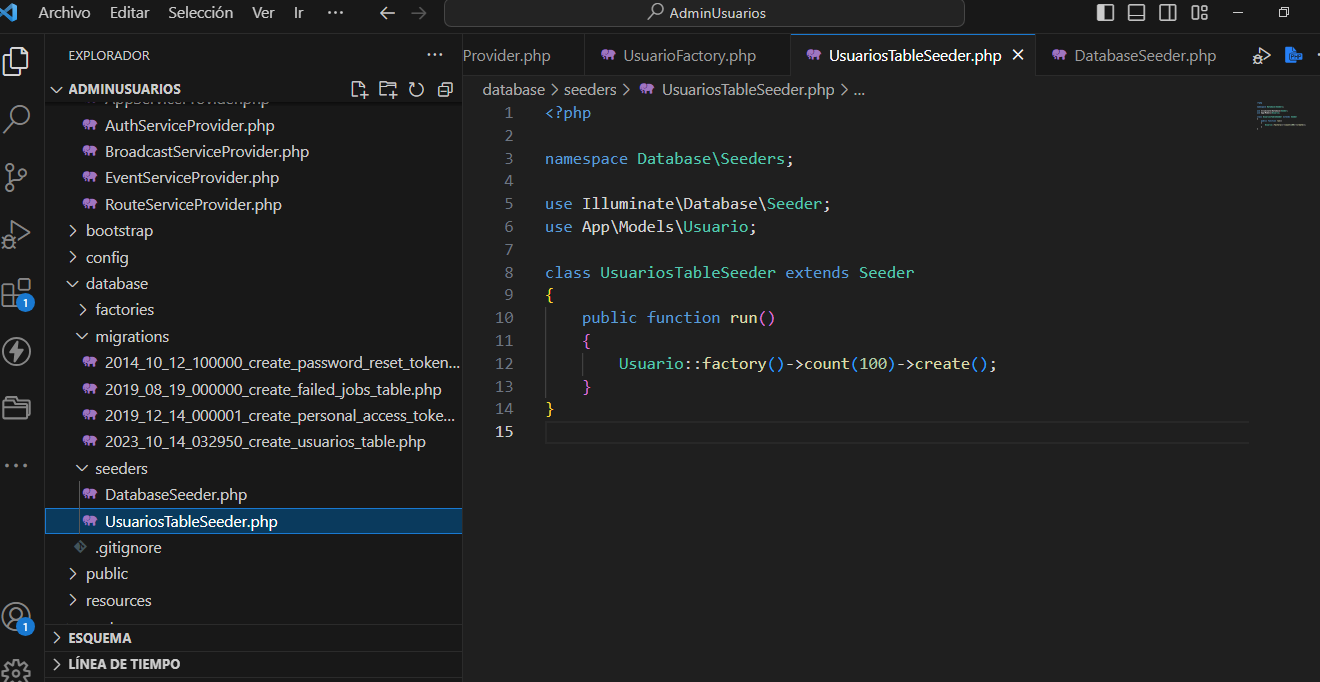 Archivo Editar Selección Ver Ir ··· AdminUsuarios
EXPLORADOR ···
ADMINUSUARIOS
AppServiceProvider.php
AuthServiceProvider.php
BroadcastServiceProvider.php
EventServiceProvider.php
RouteServiceProvider.php
bootstrap
config
database
factories
migrations
2014_10_12_100000_create_password_reset_token...
2019_08_19_000000_create_failed_jobs_table.php
2019_12_14_000001_create_personal_access_toke...
2023_10_14_032950_create_usuarios_table.php
seeders
DatabaseSeeder.php
UsuariosTableSeeder.php
.gitignore
public
resources
ESQUEMA
LÍNEA DE TIEMPO
1
1
Provider.php UsuarioFactory.php UsuariosTableSeeder.php DatabaseSeeder.php
database > seeders > UsuariosTableSeeder.php > ...
1 <?php
2
3 namespace Database\Seeders;
4
5 use Illuminate\Database\Seeder;
6 use App\Models\Usuario;
7
8 class UsuariosTableSeeder extends Seeder
9 {
10 public function run()
11 {
12 Usuario::factory()->count(100)->create();
13 }
14 }
15